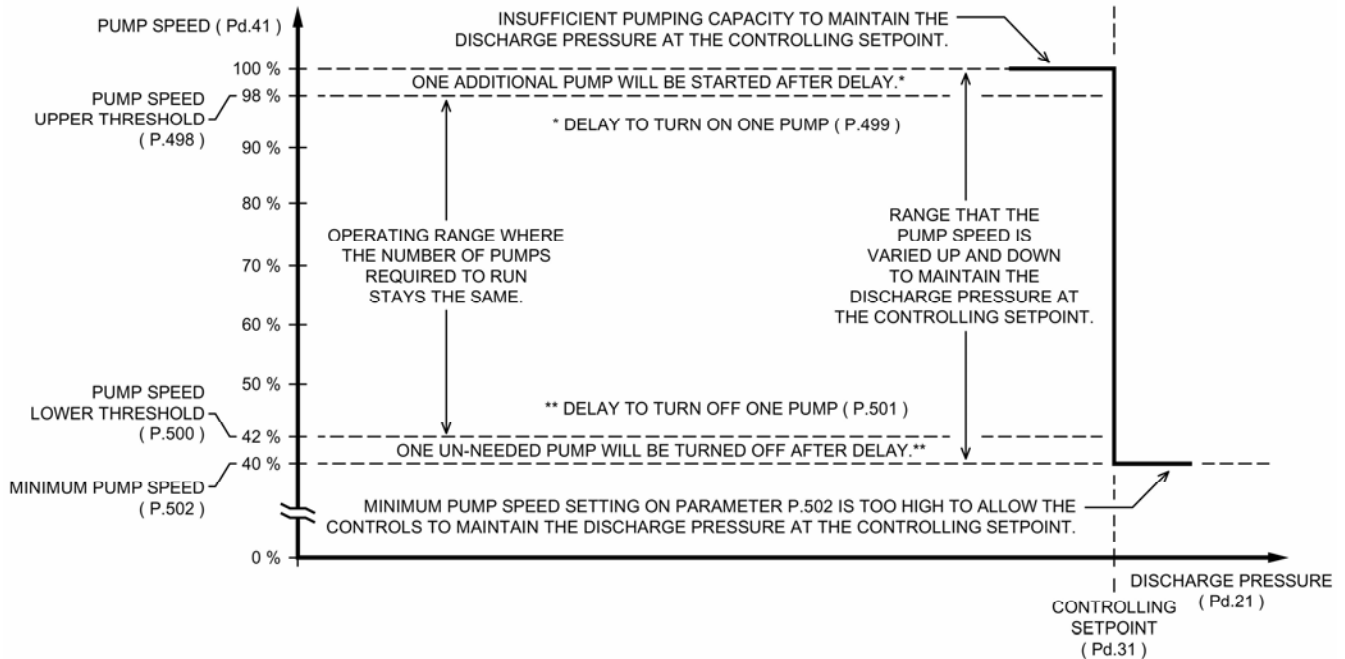 PUMP SPEED ( Pd.41 )
INSUFFICIENT PUMPING CAPACITY TO MAINTAIN THE
DISCHARGE PRESSURE AT THE CONTROLLING SETPOINT.
100 %
ONE ADDITIONAL PUMP WILL BE STARTED AFTER DELAY.*
PUMP SPEED
UPPER THRESHOLD
( P.498 )
98 %
* DELAY TO TURN ON ONE PUMP ( P.499 )
90 %
80 %
OPERATING RANGE WHERE
THE NUMBER OF PUMPS
REQUIRED TO RUN
STAYS THE SAME.
RANGE THAT THE
PUMP SPEED IS
VARIED UP AND DOWN
TO MAINTAIN THE
DISCHARGE PRESSURE AT
THE CONTROLLING SETPOINT.
70 %
60 %
50 %
PUMP SPEED
LOWER THRESHOLD
( P.500 )
** DELAY TO TURN OFF ONE PUMP ( P.501 )
42 %
ONE UN-NEEDED PUMP WILL BE TURNED OFF AFTER DELAY.**
40 %
MINIMUM PUMP SPEED
( P.502 )
MINIMUM PUMP SPEED SETTING ON PARAMETER P.502 IS TOO HIGH TO ALLOW THE
CONTROLS TO MAINTAIN THE DISCHARGE PRESSURE AT THE CONTROLLING SETPOINT.
0 %
DISCHARGE PRESSURE
( Pd.21 )
CONTROLLING
SETPOINT
( Pd.31 )